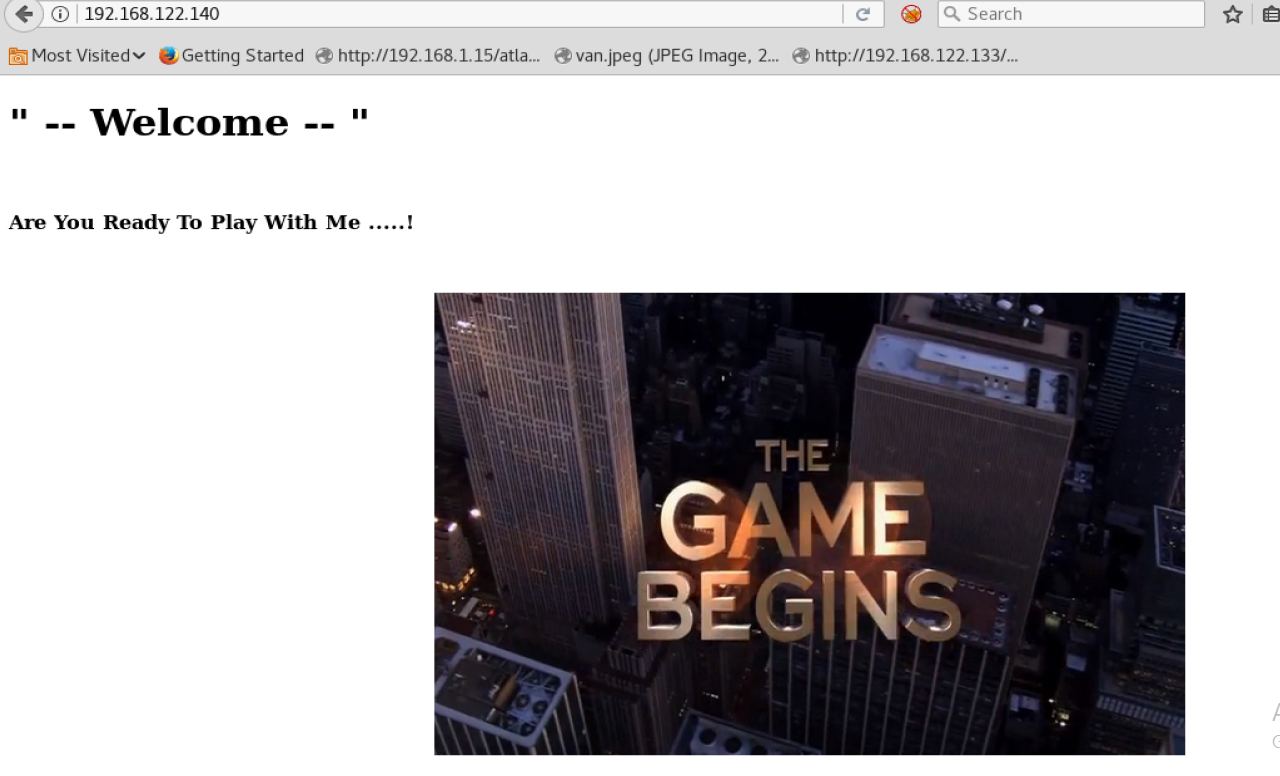 192.168.122.140
Search
Most Visited
Getting Started
http://192.168.1.15/atla...
van.jpeg (JPEG Image, 2...
http://192.168.122.133/...
" -- Welcome -- "
Are You Ready To Play With Me .....!
THE
GAME
BEGINS